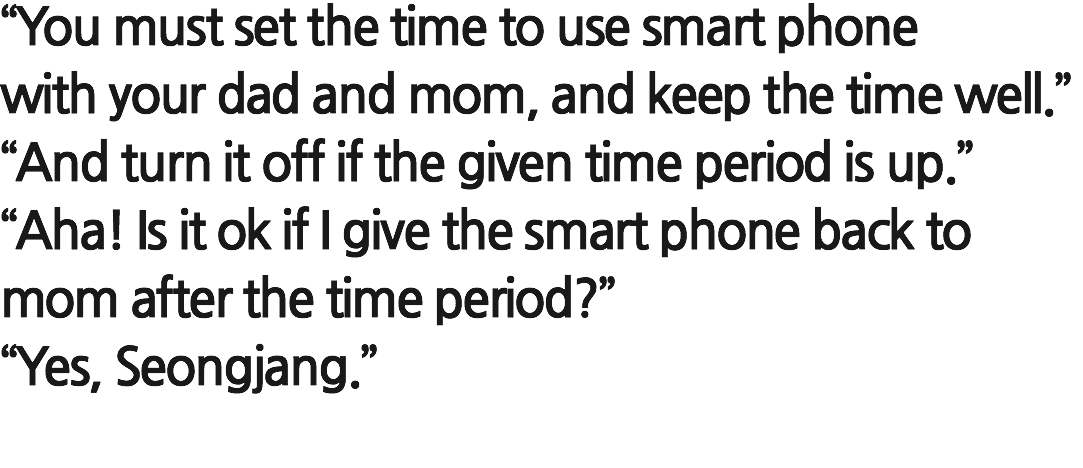 “You must set the time to use smart phone
with your dad and mom, and keep the time well.”
“And turn it off if the given time period is up.”
“Aha! Is it ok if I give the smart phone back to
mom after the time period?”
“Yes, Seongjang.”